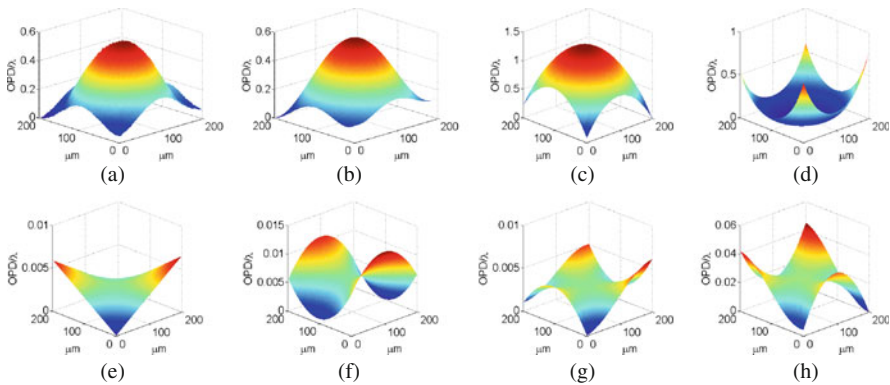 0.6 0.6 1.5 1
OPD/λ 0.4 OPD/λ 0.4 OPD/λ 1 OPD/λ 0.5
0.2 0.2 0.5
0 0 0 0
200 200 200 200 200 200 200 200
100 100 100 100 100 100 100 100
μm 0 0 μm μm 0 0 μm μm 0 0 μm μm 0 0 μm
(a) (b) (c) (d)
0.01 0.015 0.01 0.06
OPD/λ 0.005 OPD/λ 0.01 OPD/λ 0.005 OPD/λ 0.04
0.005 0.02
0 0 0 0
200 200 200 200 200 200 200 200
100 100 100 100 100 100 100 100
μm 0 0 μm μm 0 0 μm μm 0 0 μm μm 0 0 μm
(e) (f) (g) (h)